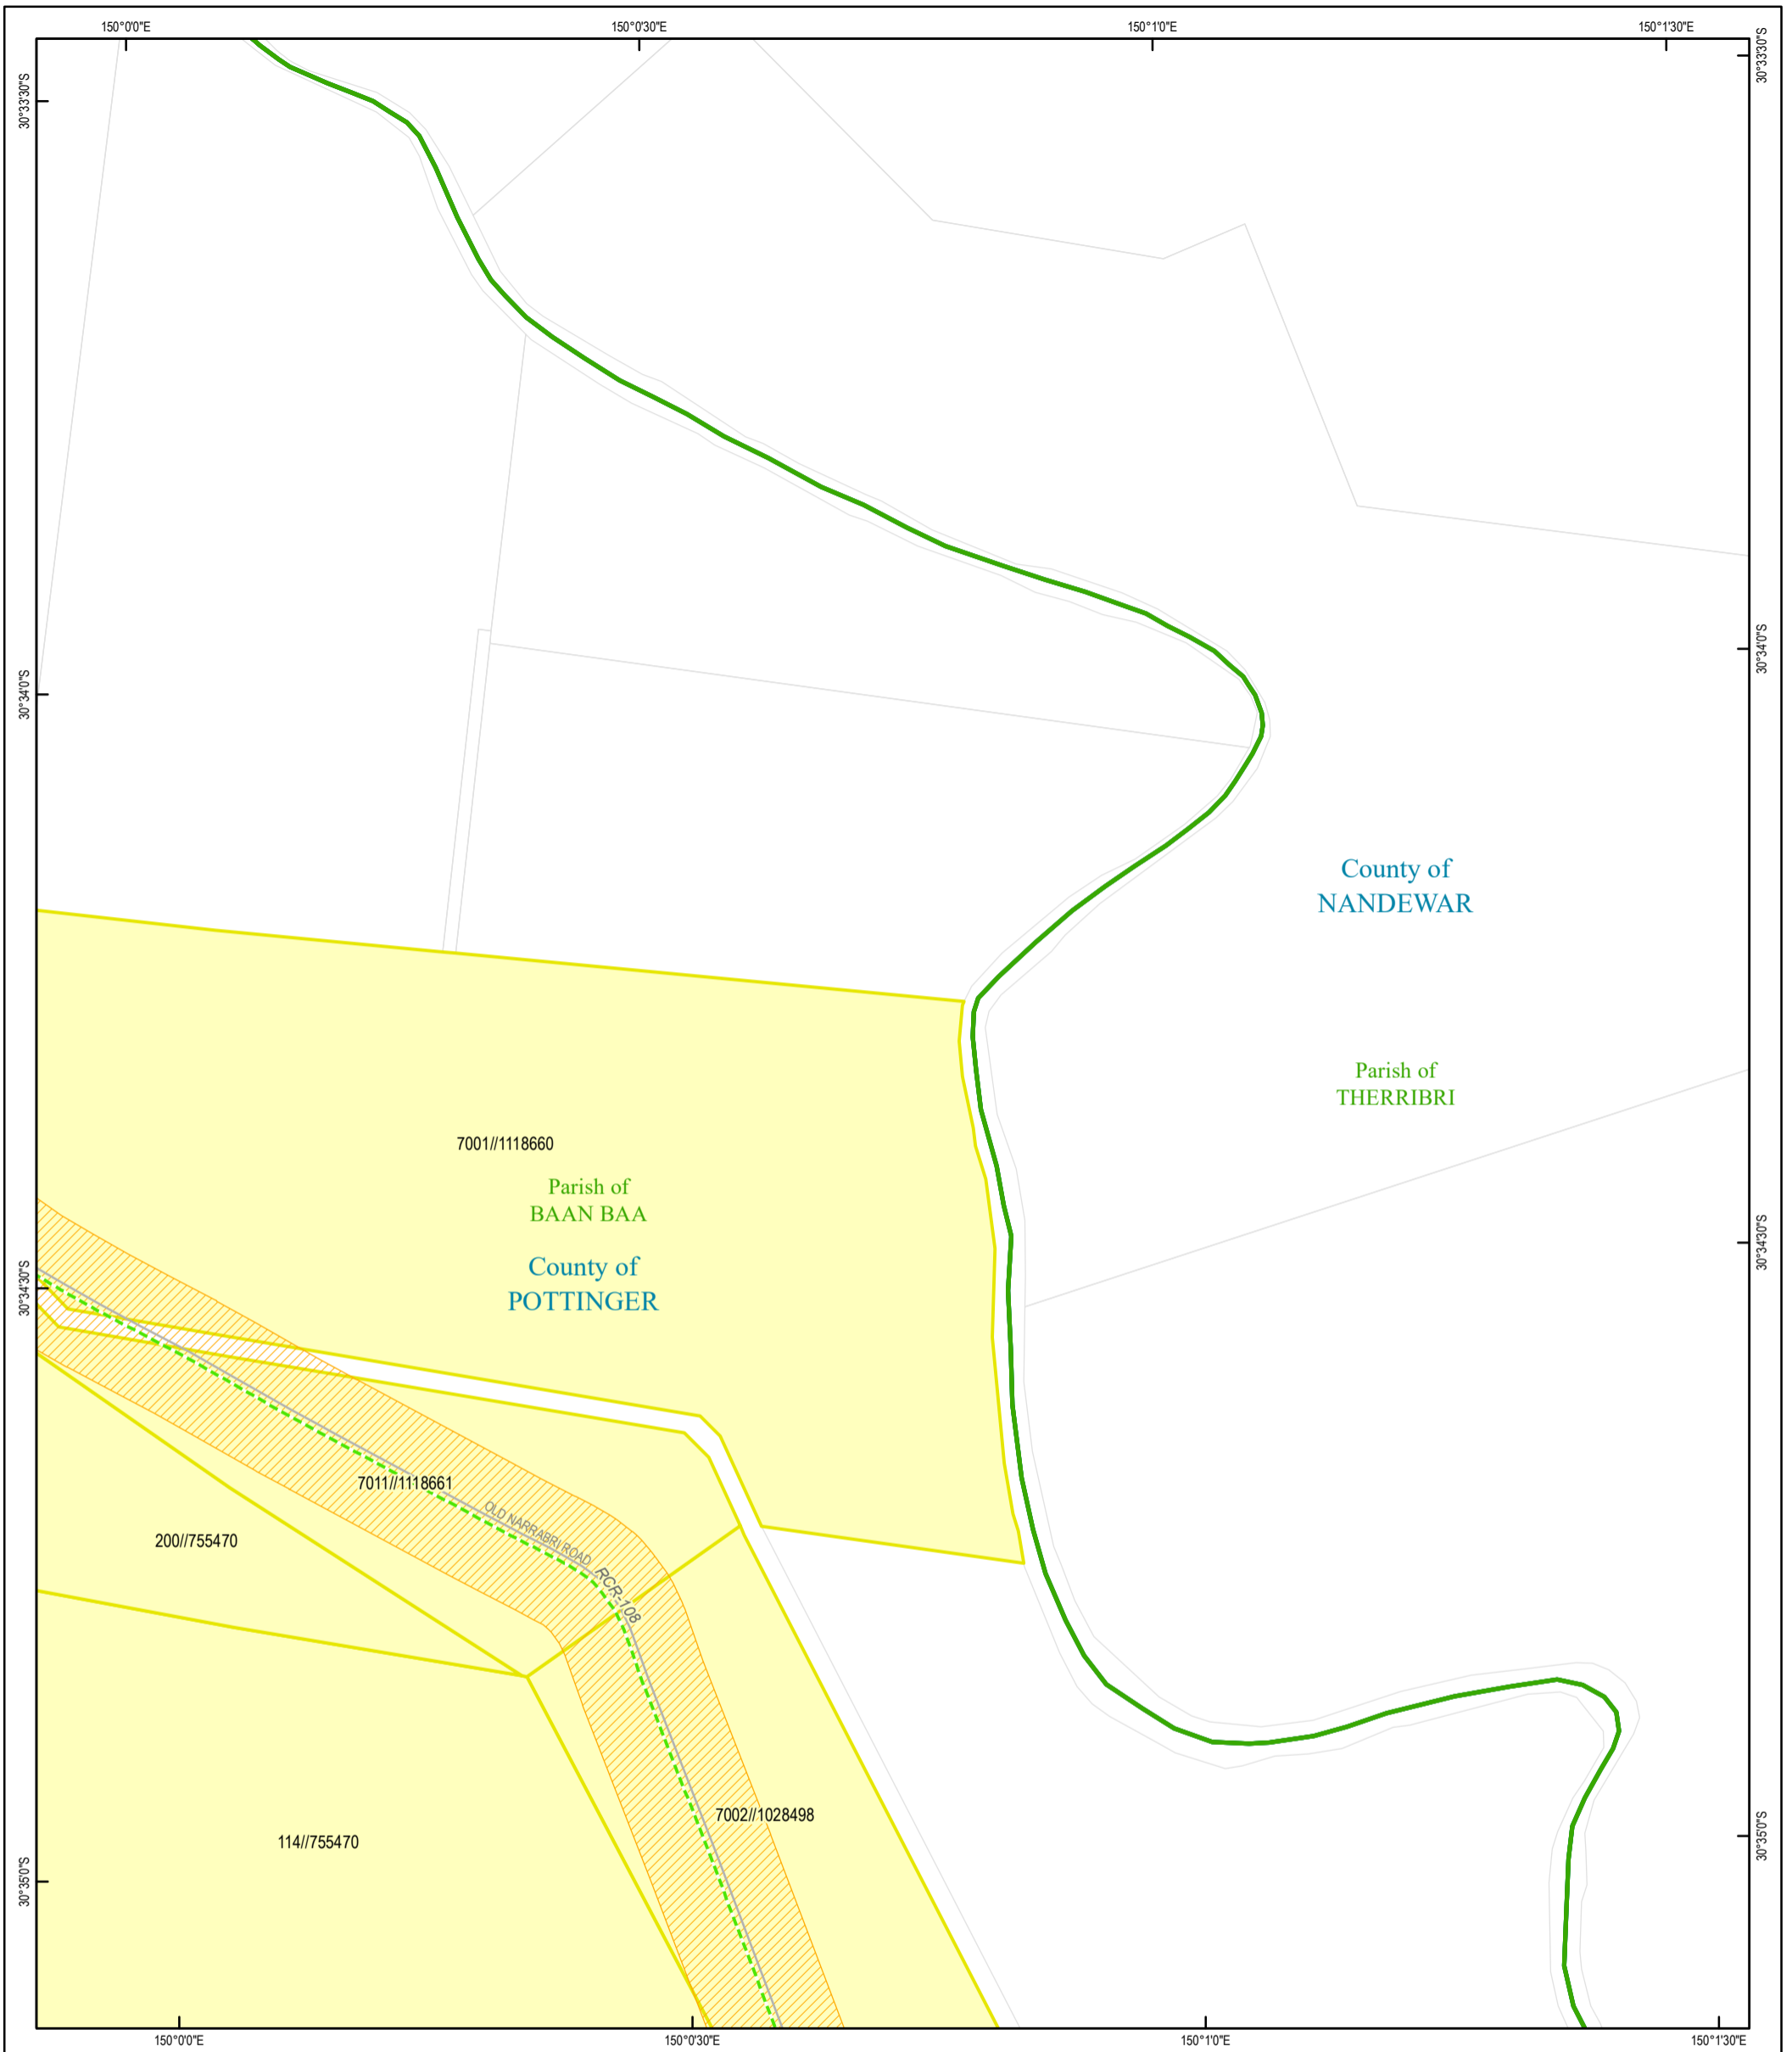 150°0'0"E
150°0'30"E
150°1'0"E
150°1'30"E
30°33'30"S
30°33'30"S
30°34'0"S
30°34'0"S
County of
NANDEWAR
Parish of
THERRIBRI
7001//1118660
Parish of
BAAN BAA
County of
POTTINGER
30°34'30"S
30°34'30"S
7011//1118661
OLD NARRABRI ROAD
RCR-108
200//755470
7002//1028498
114//755470
30°35'0"S
30°35'0"S
150°0'0"E
150°0'30"E
150°1'0"E
150°1'30"E